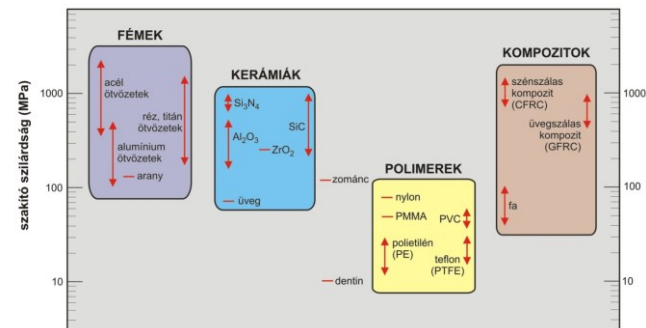 FÉMEK
acél
ötvözetek
réz, titán
ötvözetek
alumínium
ötvözetek
arany
KERÁMIÁK
Si₃N₄
Al₂O₃
SiC
ZrO₂
üveg
zománc
dentin
POLIMEREK
nylon
PMMA
PVC
polietilén
(PE)
teflon
(PTFE)
KOMPOZITOK
szénszálas
kompozit
(CFRC)
üvegszálas
kompozit
(GFRC)
fa
szakító szilárdság (MPa)
1000
100
10
1000
100
10